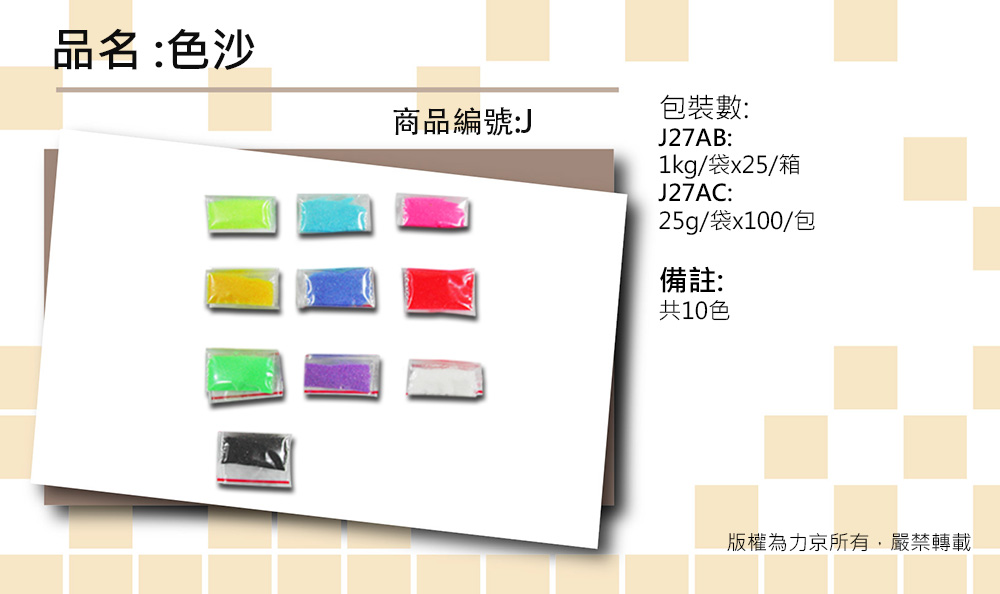 品名 :色沙
商品編號:J
包裝數:
J27AB:
1kg/袋x25/箱
J27AC:
25g/袋x100/包
備註:
共10色
版權為力京所有，嚴禁轉載